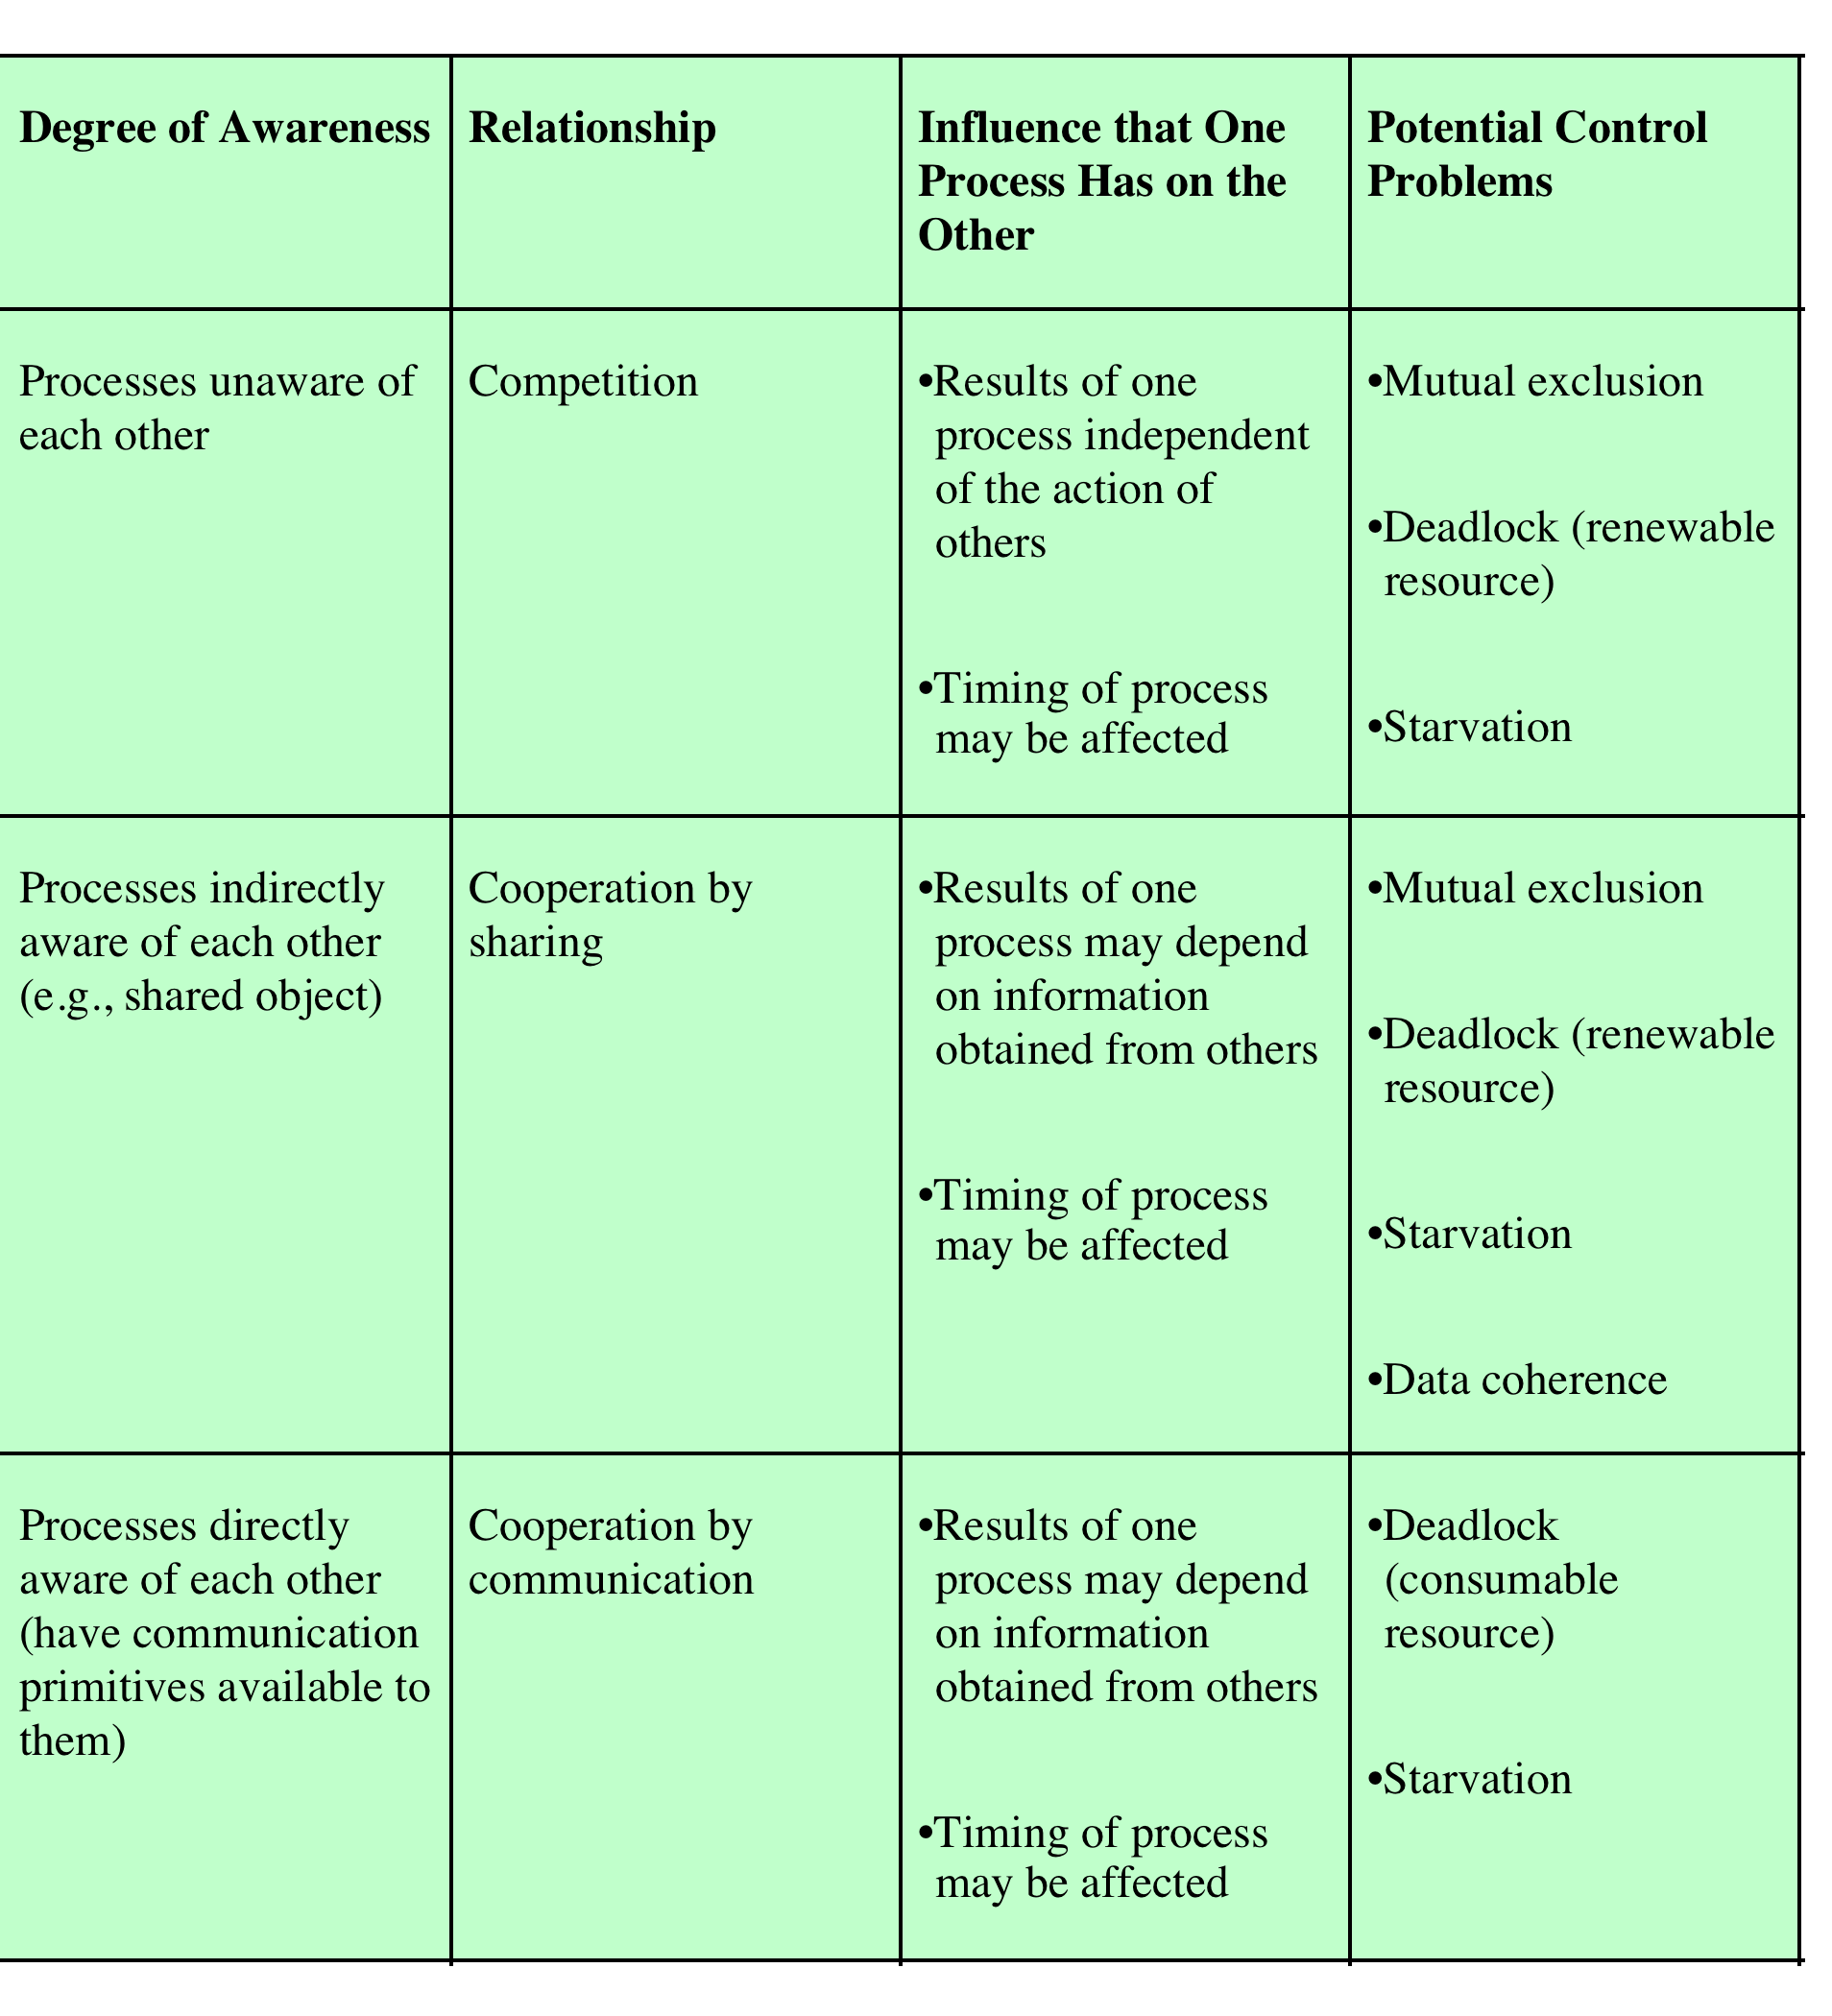 Degree of Awareness
Relationship
Influence that One
Process Has on the
Other
Potential Control
Problems
Processes unaware of
each other
Competition
•Results of one
process independent
of the action of
others
•Timing of process
may be affected
•Mutual exclusion
•Deadlock (renewable
resource)
•Starvation
Processes indirectly
aware of each other
(e.g., shared object)
Cooperation by
sharing
•Results of one
process may depend
on information
obtained from others
•Timing of process
may be affected
•Mutual exclusion
•Deadlock (renewable
resource)
•Starvation
•Data coherence
Processes directly
aware of each other
(have communication
primitives available to
them)
Cooperation by
communication
•Results of one
process may depend
on information
obtained from others
•Timing of process
may be affected
•Deadlock
(consumable
resource)
•Starvation